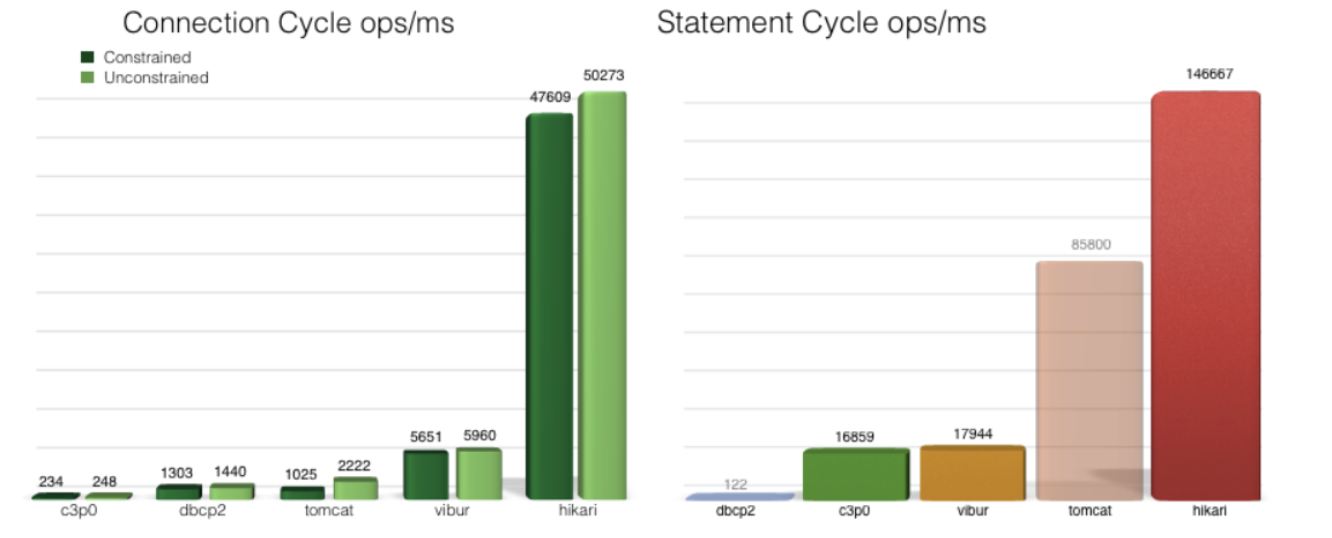 Connection Cycle ops/ms
Constrained
Unconstrained
234 248 1303 1440 1025 2222 5651 5960 47609 50273
c3p0 dbcp2 tomcat vibur hikari
Statement Cycle ops/ms
122 16859 17944 85800 146667
dbcp2 c3p0 vibur tomcat hikari